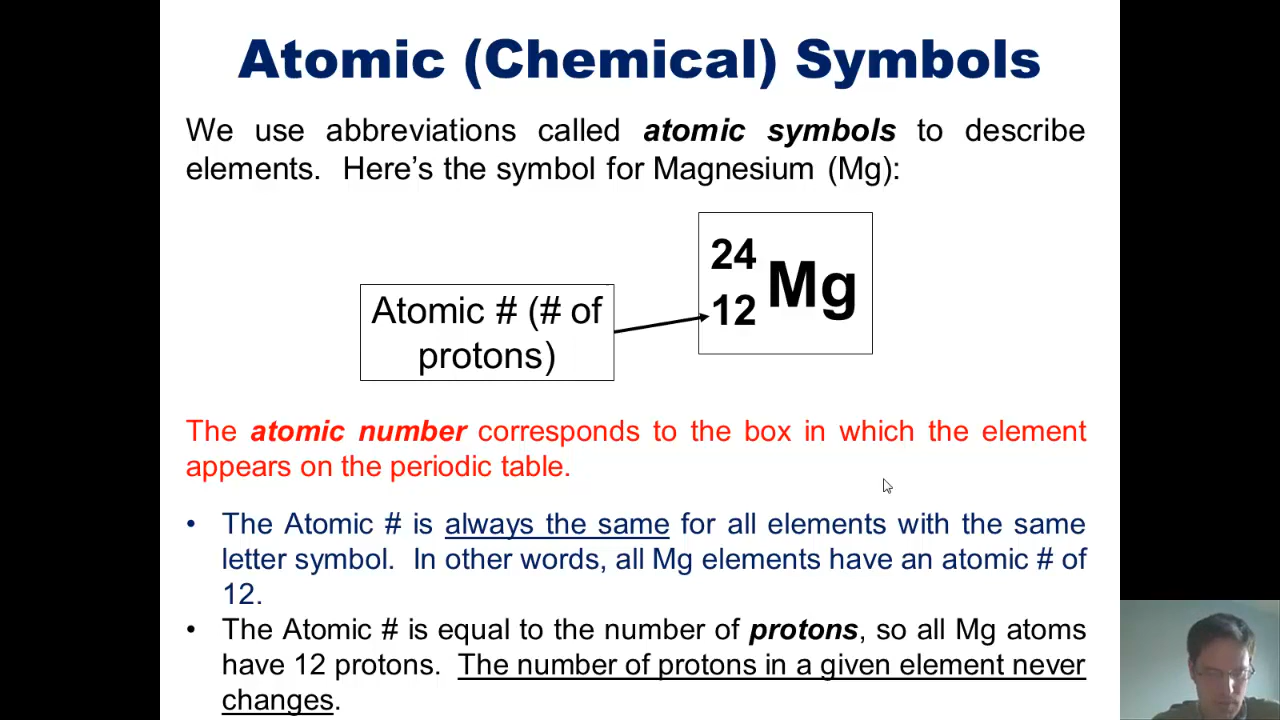 Atomic (Chemical) Symbols
We use abbreviations called atomic symbols to describe
elements. Here’s the symbol for Magnesium (Mg):
24
12 Mg
Atomic # (# of
protons)
The atomic number corresponds to the box in which the element
appears on the periodic table.
• The Atomic # is always the same for all elements with the same
letter symbol. In other words, all Mg elements have an atomic # of
12.
• The Atomic # is equal to the number of protons, so all Mg atoms
have 12 protons. The number of protons in a given element never
changes.